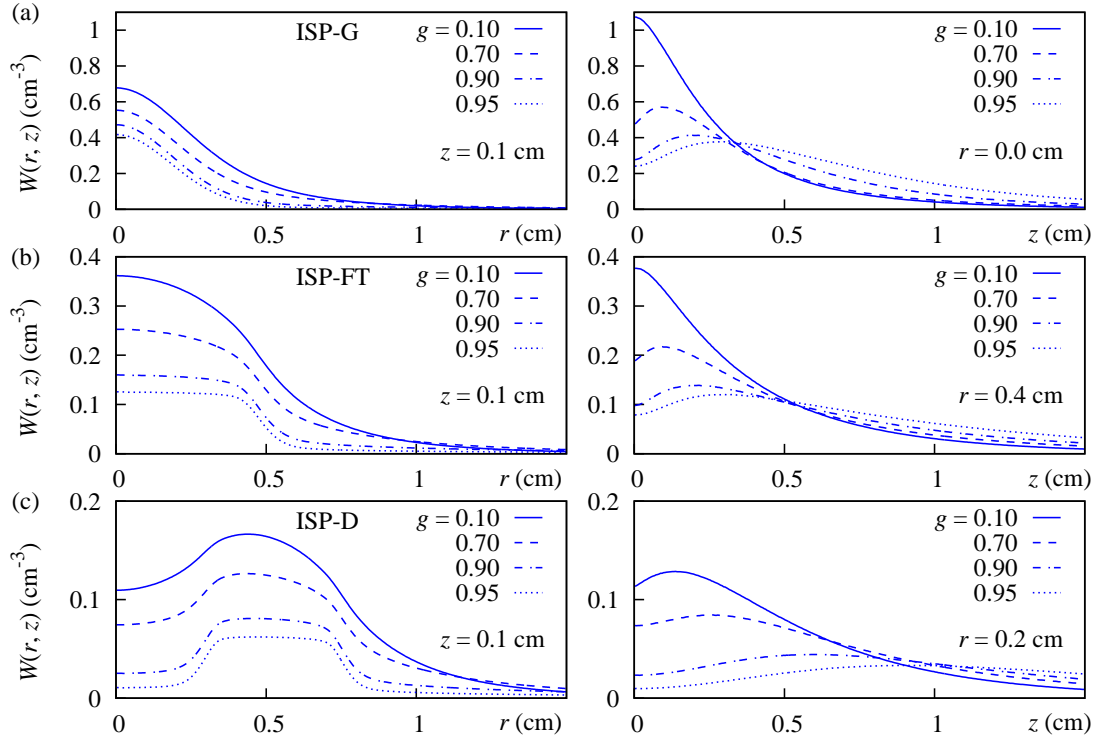 (a)
ISP-G
g = 0.10
0.70
0.90
0.95
z = 0.1 cm
W(r, z) (cm-3)
1
0.8
0.6
0.4
0.2
0
0 0.5 1 r (cm)
g = 0.10
0.70
0.90
0.95
r = 0.0 cm
1
0.8
0.6
0.4
0.2
0
0 0.5 1 z (cm)
(b)
ISP-FT
g = 0.10
0.70
0.90
0.95
z = 0.1 cm
W(r, z) (cm-3)
0.4
0.3
0.2
0.1
0
0 0.5 1 r (cm)
g = 0.10
0.70
0.90
0.95
r = 0.4 cm
0.4
0.3
0.2
0.1
0
0 0.5 1 z (cm)
(c)
ISP-D
g = 0.10
0.70
0.90
0.95
z = 0.1 cm
W(r, z) (cm-3)
0.2
0.1
0
0 0.5 1 r (cm)
g = 0.10
0.70
0.90
0.95
r = 0.2 cm
0.2
0.1
0
0 0.5 1 z (cm)